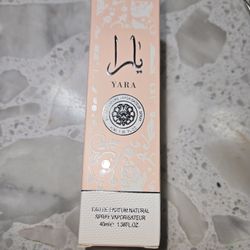 يارا
YARA
EAU DE PARFUM NATURAL
SPRAY VAPORISATEUR
40ml℮ 1.36FL.OZ.